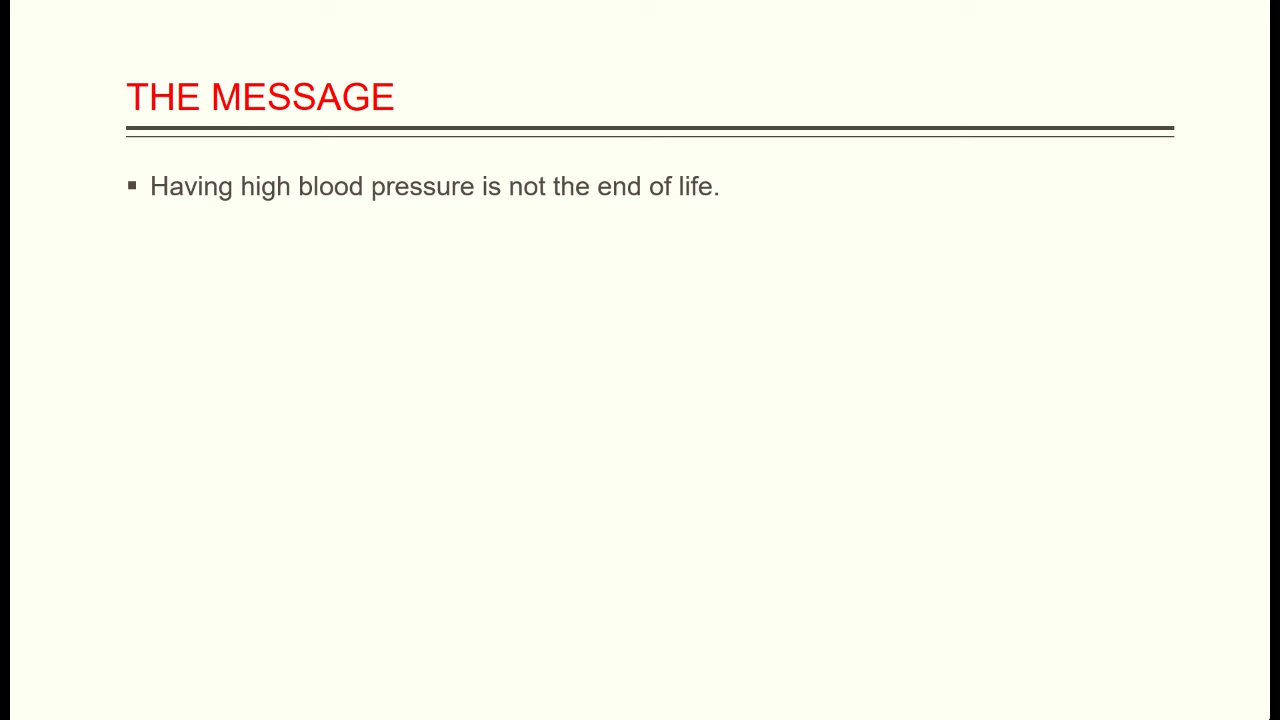 THE MESSAGE
▪ Having high blood pressure is not the end of life.